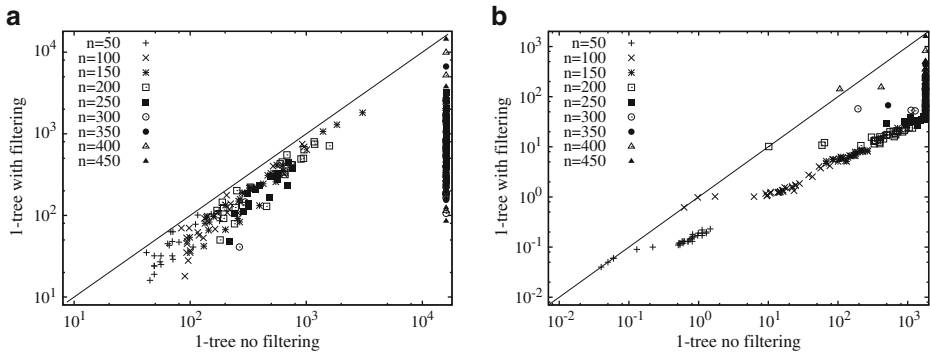 a
10^4
10^3
10^2
10^1
10^1
10^2
10^3
10^4
1-tree with filtering
1-tree no filtering
n=50
n=100
n=150
n=200
n=250
n=300
n=350
n=400
n=450
b
10^3
10^2
10^1
10^0
10^-1
10^-2
10^-2
10^-1
10^0
10^1
10^2
10^3
1-tree with filtering
1-tree no filtering
n=50
n=100
n=150
n=200
n=250
n=300
n=350
n=400
n=450